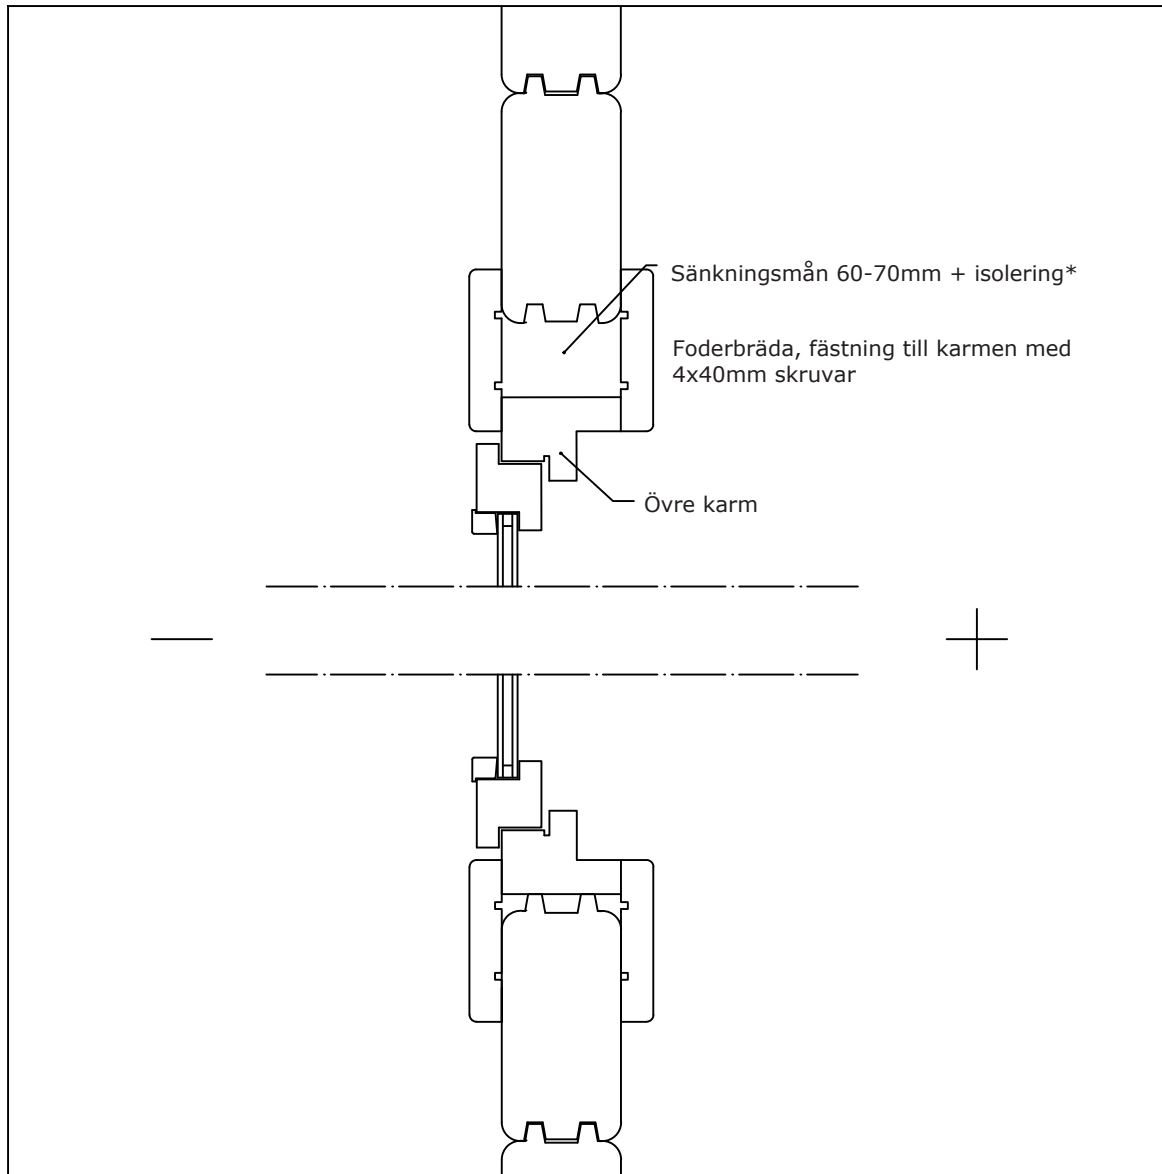 Sänkningsmån 60-70mm + isolering*
Foderbräda, fästning till karmen med
4x40mm skruvar
Övre karm